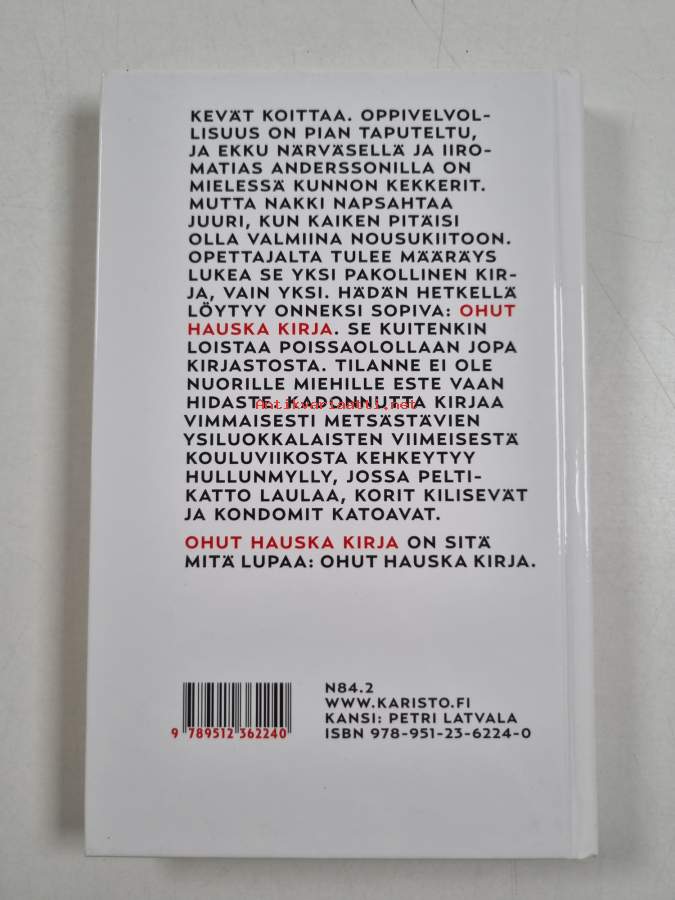 KEVÄT KOITTAA. OPPIVELVOL-
LISUUS ON PIAN TAPUTELTU,
JA EKKU NÄRVÄSELLÄ JA IIRO-
MATIAS ANDERSSONILLA ON
MIELESSÄ KUNNON KEKKERIT.
MUTTA NAKKI NAPSAHTAA
JUURI, KUN KAIKEN PITÄISI
OLLA VALMIINA NOUSUKIITOON.
OPETTAJALTA TULEE MÄÄRÄYS
LUKEA SE YKSI PAKOLLINEN KIR-
JA, VAIN YKSI. HÄDÄN HETKELLÄ
LÖYTYY ONNEKSI SOPIVA: OHUT
HAUSKA KIRJA. SE KUITENKIN
LOISTAA POISSAOLOLLAAN JOPA
KIRJASTOSTA. TILANNE EI OLE
NUORILLE MIEHILLE ESTE VAAN
HIDASTE. KADONNUTTA KIRJAA
Antikvariaatti.net
VIMMAISESTI METSÄSTÄVIEN
YSILUOKKALAISTEN VIIMEISESTÄ
KOULUVIIKOSTA KEHKEYTYY
HULLUNMYLLY, JOSSA PELTI-
KATTO LAULAA, KORIT KILISEVÄT
JA KONDOMIT KATOAVAT.
OHUT HAUSKA KIRJA ON SITÄ
MITÄ LUPAA: OHUT HAUSKA KIRJA.
N84.2
WWW.KARISTO.FI
KANSI: PETRI LATVALA
ISBN 978-951-23-6224-0
9 789512 362240